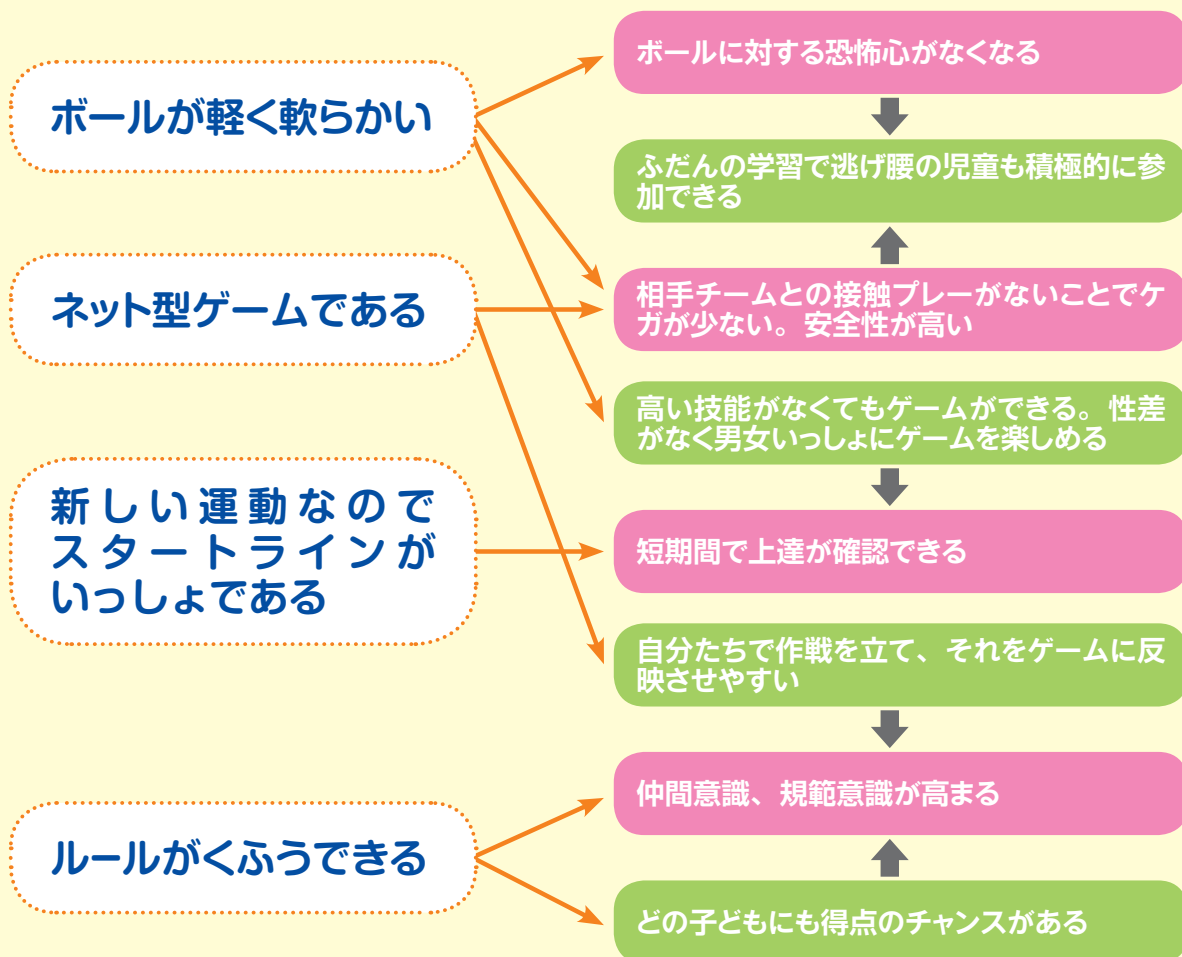 ボールが軽く軟らかい
ネット型ゲームである
新しい運動なので
スタートラインが
いっしょである
ルールがくふうできる
ボールに対する恐怖心がなくなる
ふだんの学習で逃げ腰の児童も積極的に参
加できる
相手チームとの接触プレーがないことでケ
ガが少ない。安全性が高い
高い技能がなくてもゲームができる。性差
がなく男女いっしょにゲームを楽しめる
短期間で上達が確認できる
自分たちで作戦を立て、それをゲームに反
映させやすい
仲間意識、規範意識が高まる
どの子どもにも得点のチャンスがある